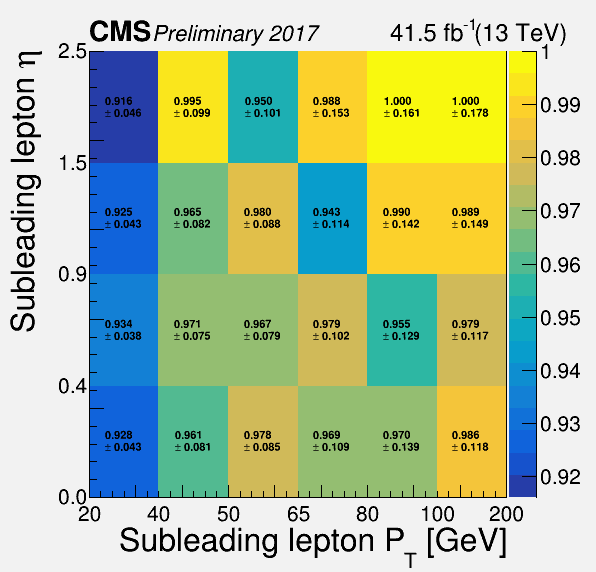 CMS Preliminary 2017 41.5 fb-1 (13 TeV)
Subleading lepton η
2.5
1.5
0.9
0.4
0.0
0.916 0.995 0.950 0.988 1.000 1.000
± 0.046 ± 0.099 ± 0.101 ± 0.153 ± 0.161 ± 0.178
0.925 0.965 0.980 0.943 0.990 0.989
± 0.043 ± 0.082 ± 0.088 ± 0.114 ± 0.142 ± 0.149
0.934 0.971 0.967 0.979 0.955 0.979
± 0.038 ± 0.075 ± 0.079 ± 0.102 ± 0.129 ± 0.117
0.928 0.961 0.978 0.969 0.970 0.986
± 0.043 ± 0.081 ± 0.085 ± 0.109 ± 0.139 ± 0.118
20 40 50 65 80 100 200
Subleading lepton PT [GeV]
1
0.99
0.98
0.97
0.96
0.95
0.94
0.93
0.92